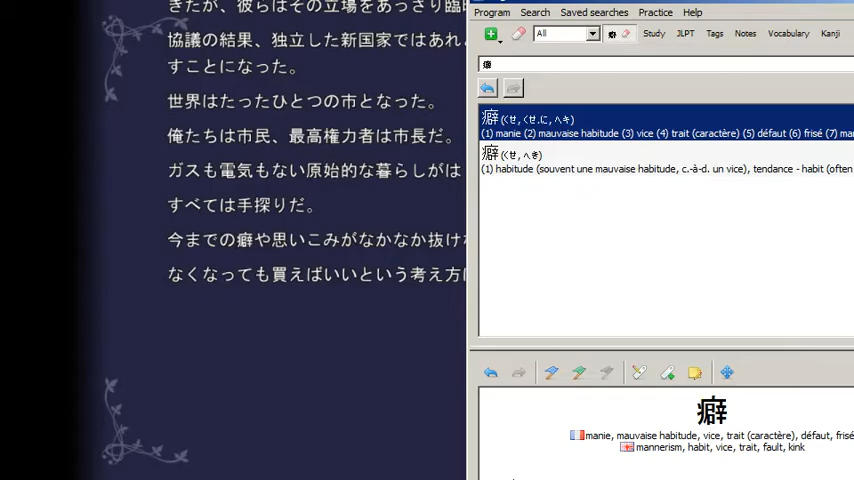 きたが、彼らはその立場をあっさり臨
協議の結果、独立した新国家ではあれ
すことになった。
世界はたったひとつの市となった。
俺たちは市民、最高権力者は市長だ。
ガスも電気もない原始的な暮らしがは
すべては手探りだ。
今までの癖や思いこみがなかなか抜け
なくなっても買えばいいという考え方
Program Search Saved searches Practice Help
All 癖 Study JLPT Tags Notes Vocabulary Kanji
癖
癖 (くせ, くせ.に, ヘキ)
(1) manie (2) mauvaise habitude (3) vice (4) trait (caractère) (5) défaut (6) frisé (7)
癖 (くせ, へき)
(1) habitude (souvent une mauvaise habitude, c.-à-d. un vice), tendance - habit (often
癖
manie, mauvaise habitude, vice, trait (caractère), défaut, frisé
mannerism, habit, vice, trait, fault, kink